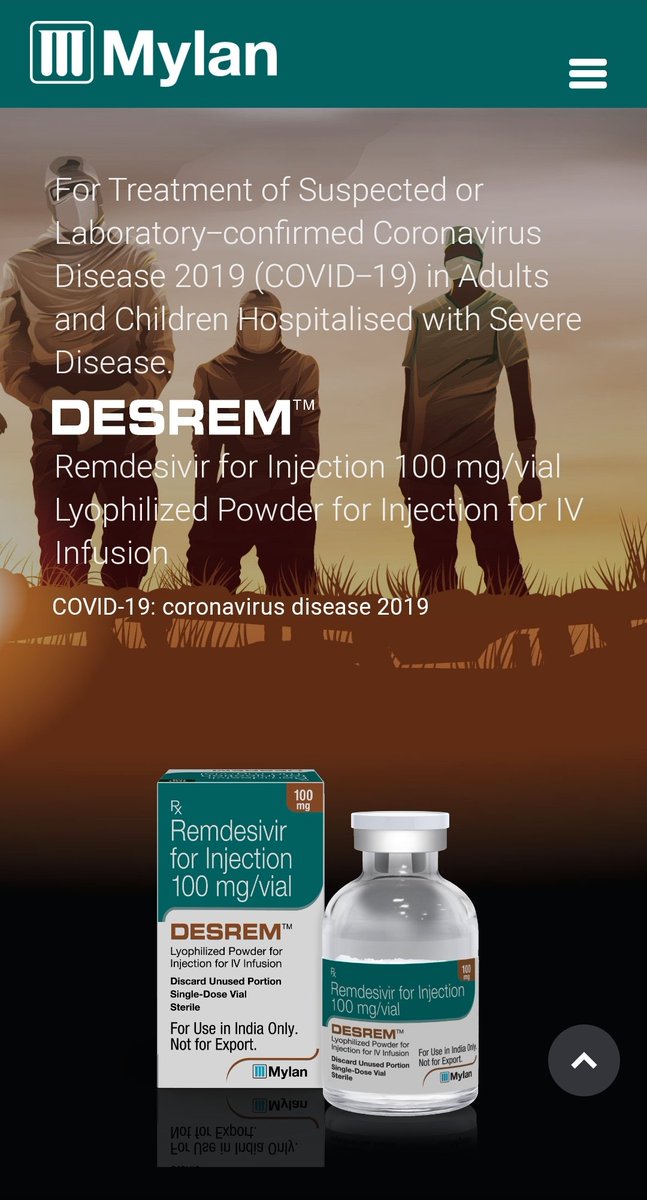 Mylan
For Treatment of Suspected or
Laboratory–confirmed Coronavirus
Disease 2019 (COVID–19) in Adults
and Children Hospitalised with Severe
Disease.
DESREM™
Remdesivir for Injection 100 mg/vial
Lyophilized Powder for Injection for IV
Infusion
COVID-19: coronavirus disease 2019
100
mg
Rx
Remdesivir
for Injection
100 mg/vial
DESREM™
Lyophilized Powder for
Injection for IV Infusion
Discard Unused Portion
Single-Dose Vial
Sterile
For Use in India Only.
Not for Export.
Mylan
100
mg
Rx
Remdesivir for Injection
100 mg/vial
DESREM™
Lyophilized Powder for
Injection for IV Infusion
Discard Unused Portion
Single-Dose Vial
Sterile
For Use in India Only.
Not for Export.
Mylan